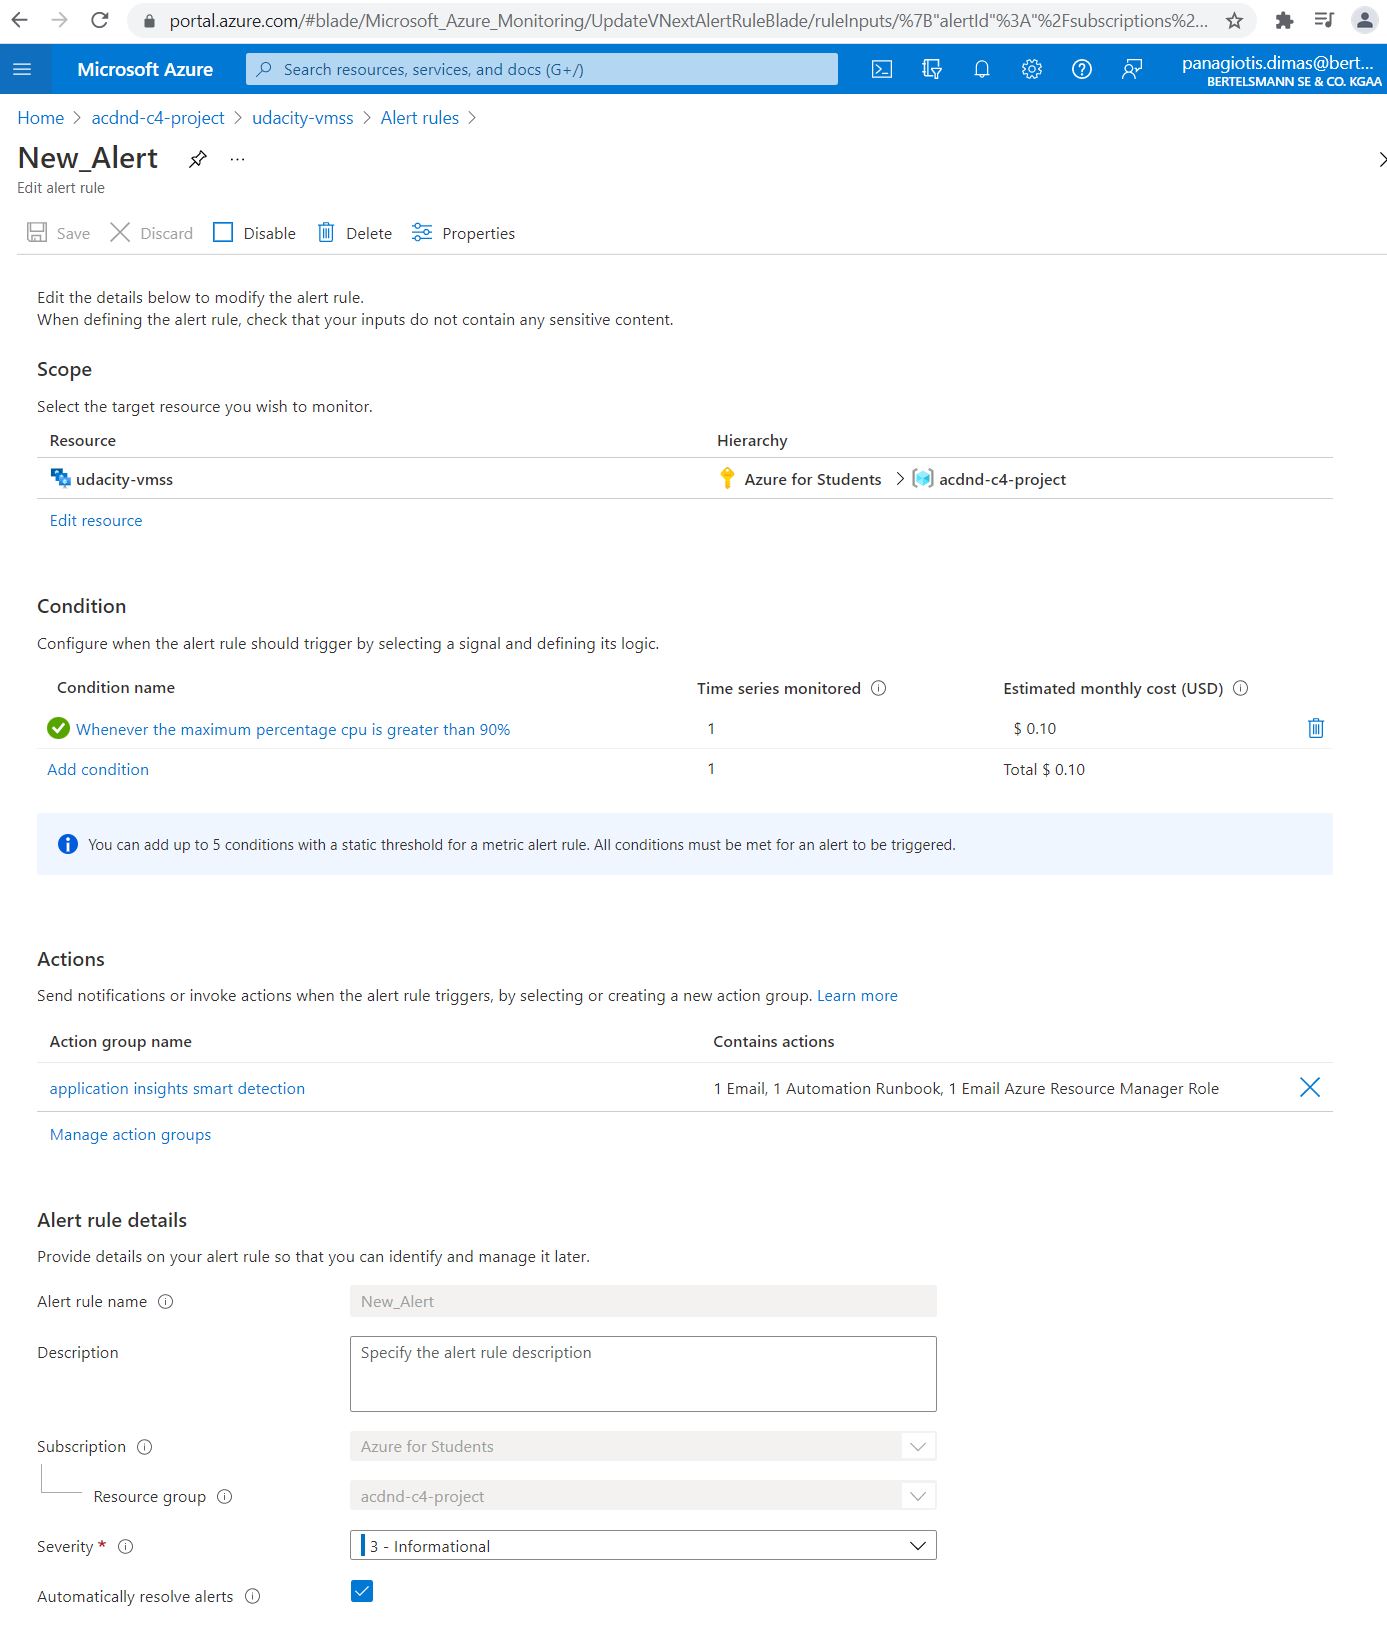 portal.azure.com/#blade/Microsoft_Azure_Monitoring/UpdateVNextAlertRuleBlade/ruleInputs/%7B"alertId"%3A"%2Fsubscriptions%2...
Microsoft Azure
Search resources, services, and docs (G+/)
panagiotis.dimas@bert...
BERTELSMANN SE & CO. KGAA
Home > acdnd-c4-project > udacity-vmss > Alert rules >
New_Alert ...
Edit alert rule
Save Discard Disable Delete Properties
Edit the details below to modify the alert rule.
When defining the alert rule, check that your inputs do not contain any sensitive content.
Scope
Select the target resource you wish to monitor.
Resource Hierarchy
udacity-vmss Azure for Students > acdnd-c4-project
Edit resource
Condition
Configure when the alert rule should trigger by selecting a signal and defining its logic.
Condition name Time series monitored Estimated monthly cost (USD)
Whenever the maximum percentage cpu is greater than 90% 1 $ 0.10
Add condition 1 Total $ 0.10
You can add up to 5 conditions with a static threshold for a metric alert rule. All conditions must be met for an alert to be triggered.
Actions
Send notifications or invoke actions when the alert rule triggers, by selecting or creating a new action group. Learn more
Action group name Contains actions
application insights smart detection 1 Email, 1 Automation Runbook, 1 Email Azure Resource Manager Role
Manage action groups
Alert rule details
Provide details on your alert rule so that you can identify and manage it later.
Alert rule name New_Alert
Description Specify the alert rule description
Subscription Azure for Students
Resource group acdnd-c4-project
Severity * 3 - Informational
Automatically resolve alerts